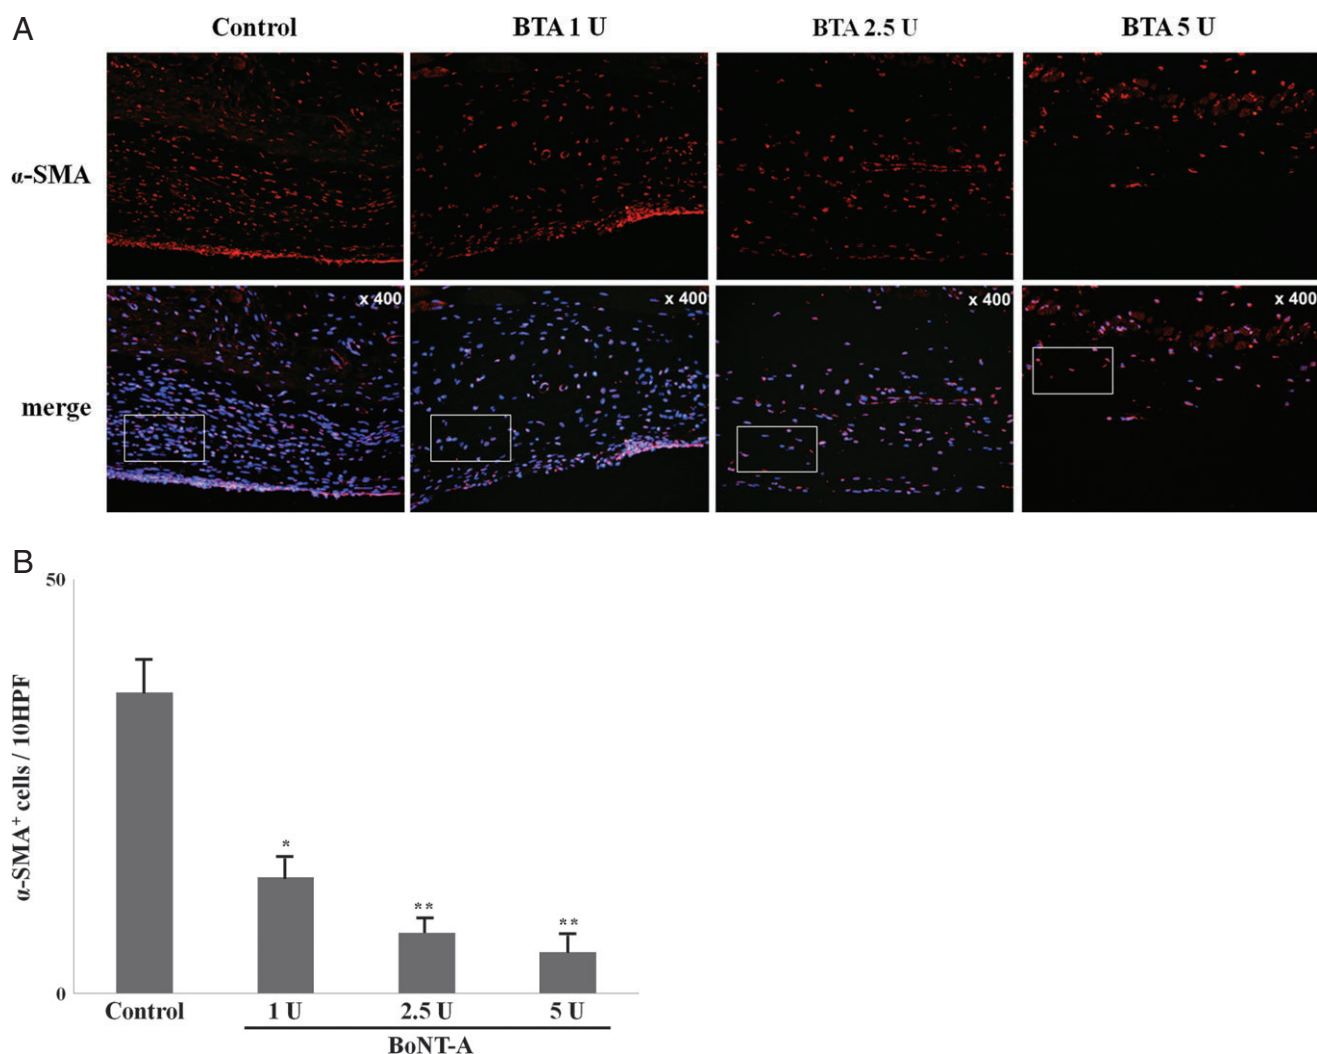 A
Control BTA 1 U BTA 2.5 U BTA 5 U
α-SMA
x 400 x 400 x 400 x 400
merge
B
50
α-SMA⁺ cells / 10HPF
*
** **
0
Control 1 U 2.5 U 5 U
BoNT-A